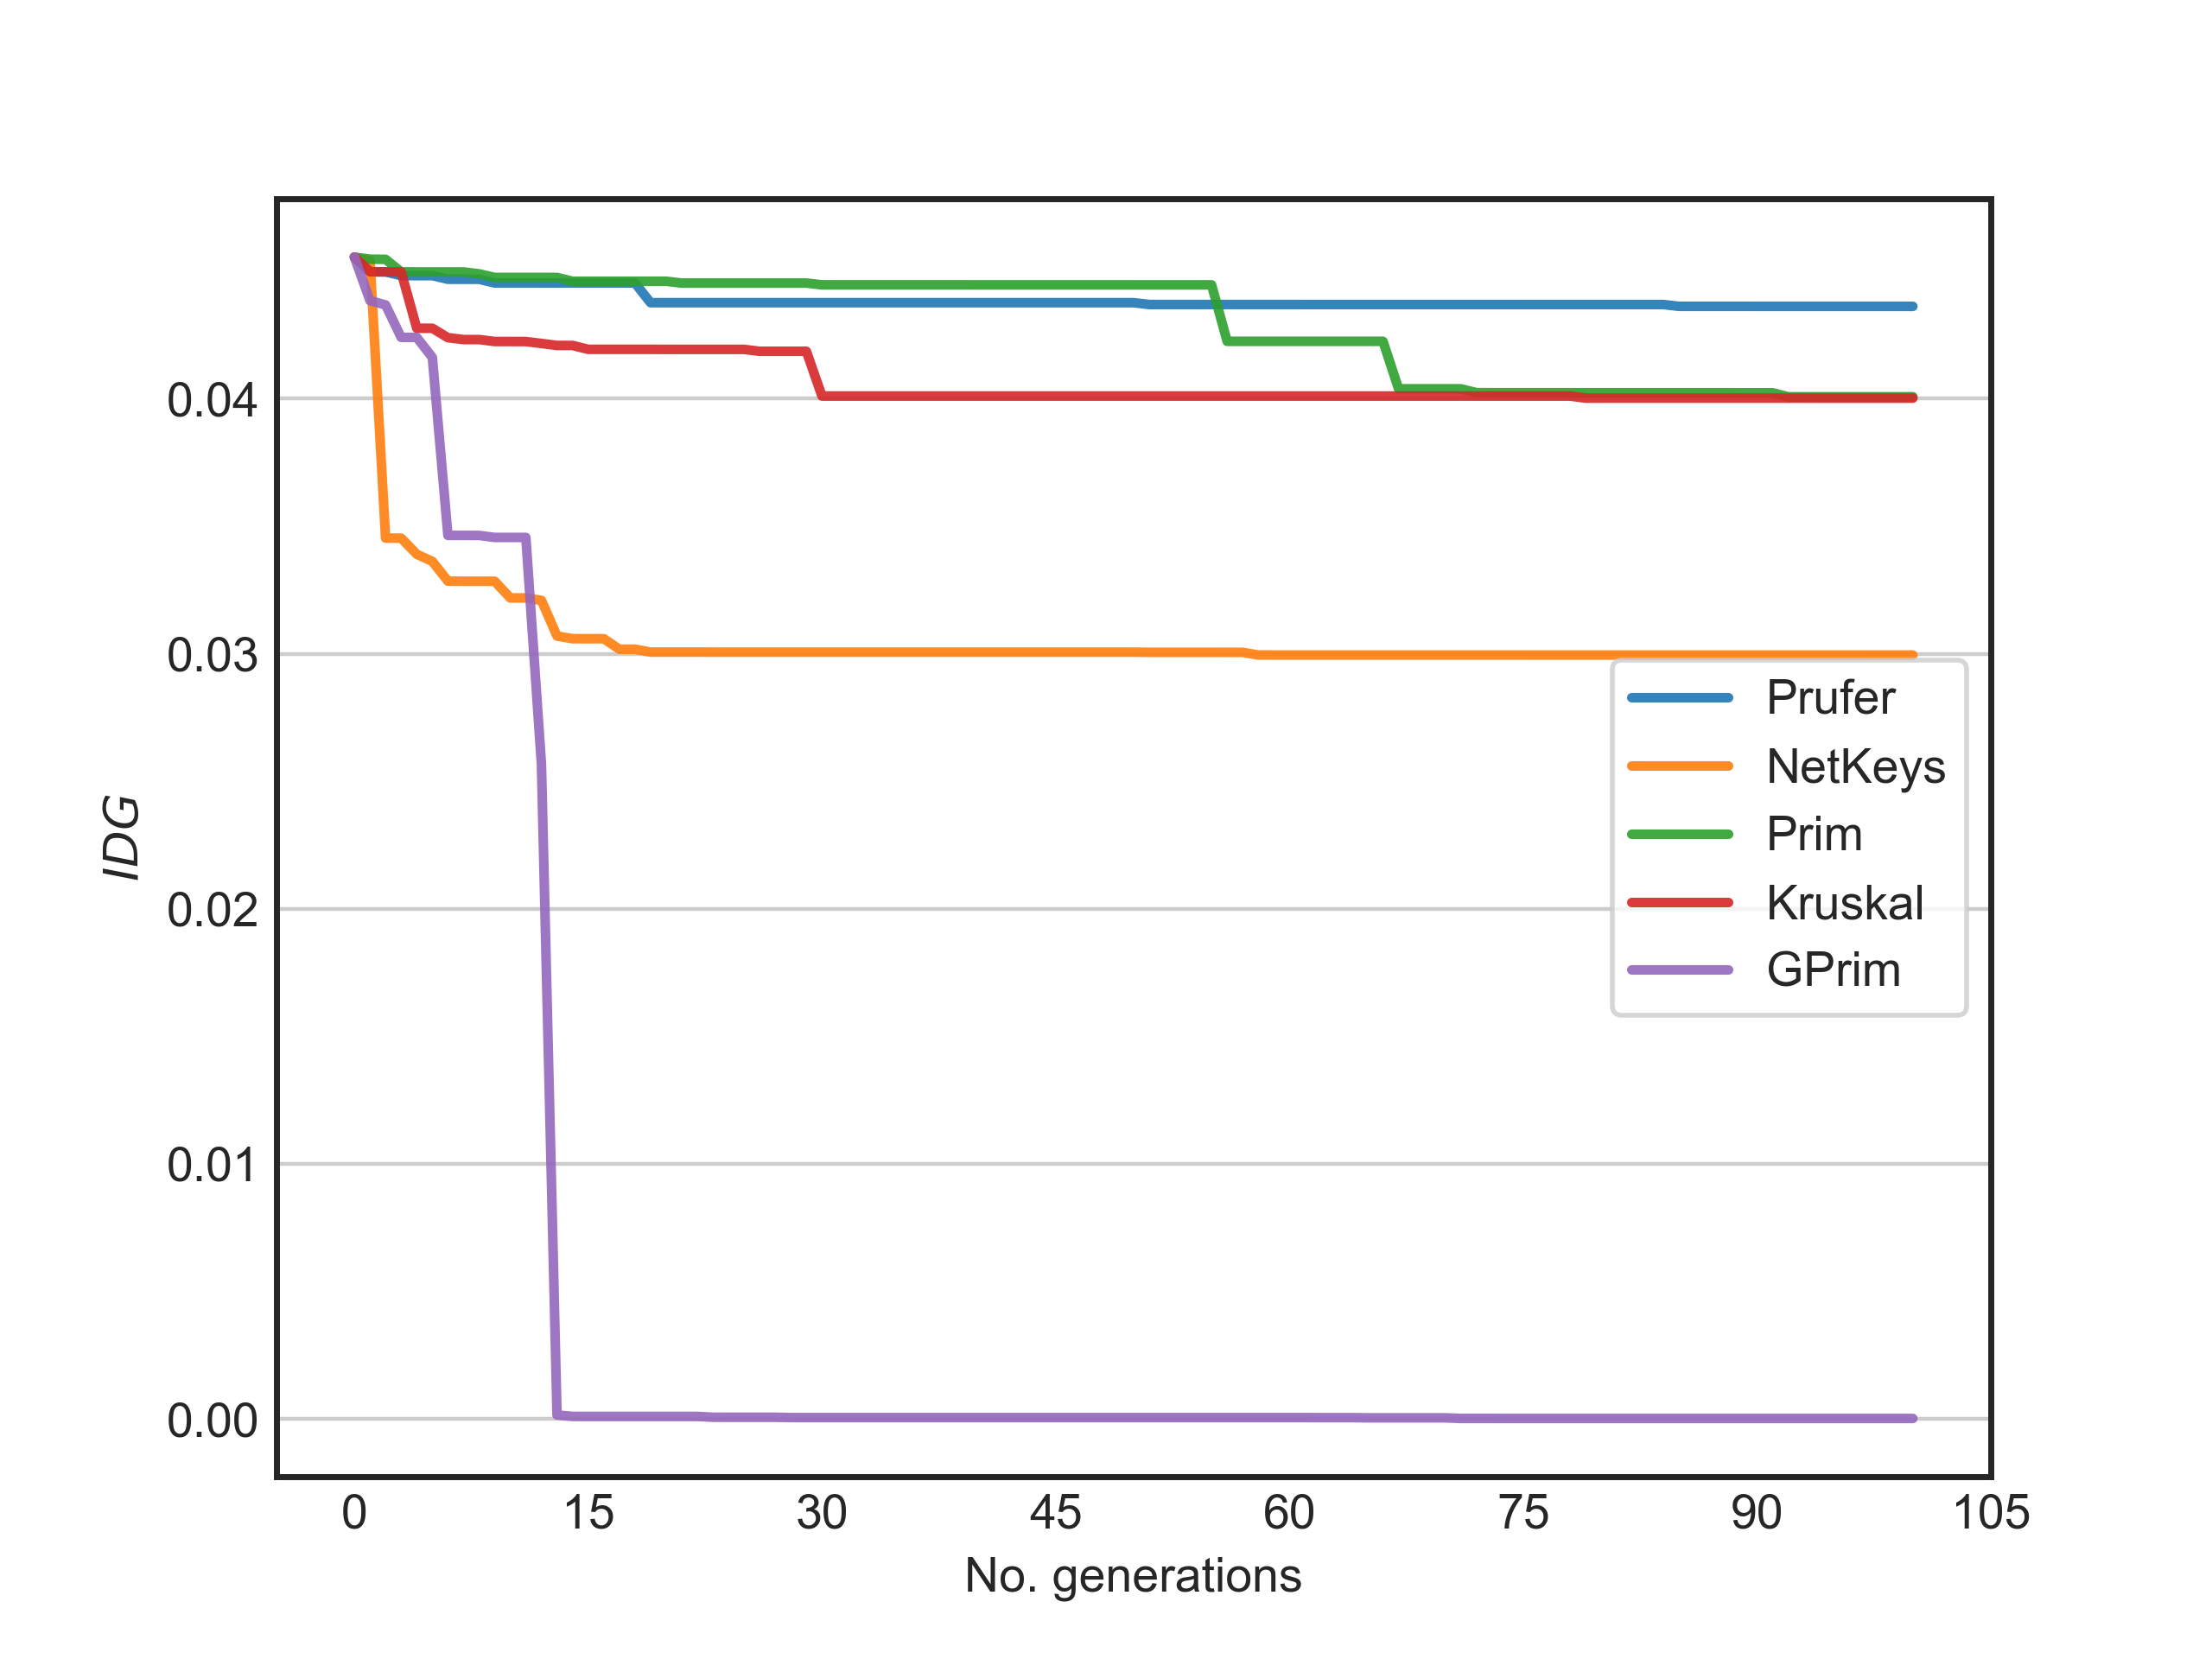 0.04
0.03
0.02
0.01
0.00
IDG
0 15 30 45 60 75 90 105
No. generations
Prufer
NetKeys
Prim
Kruskal
GPrim